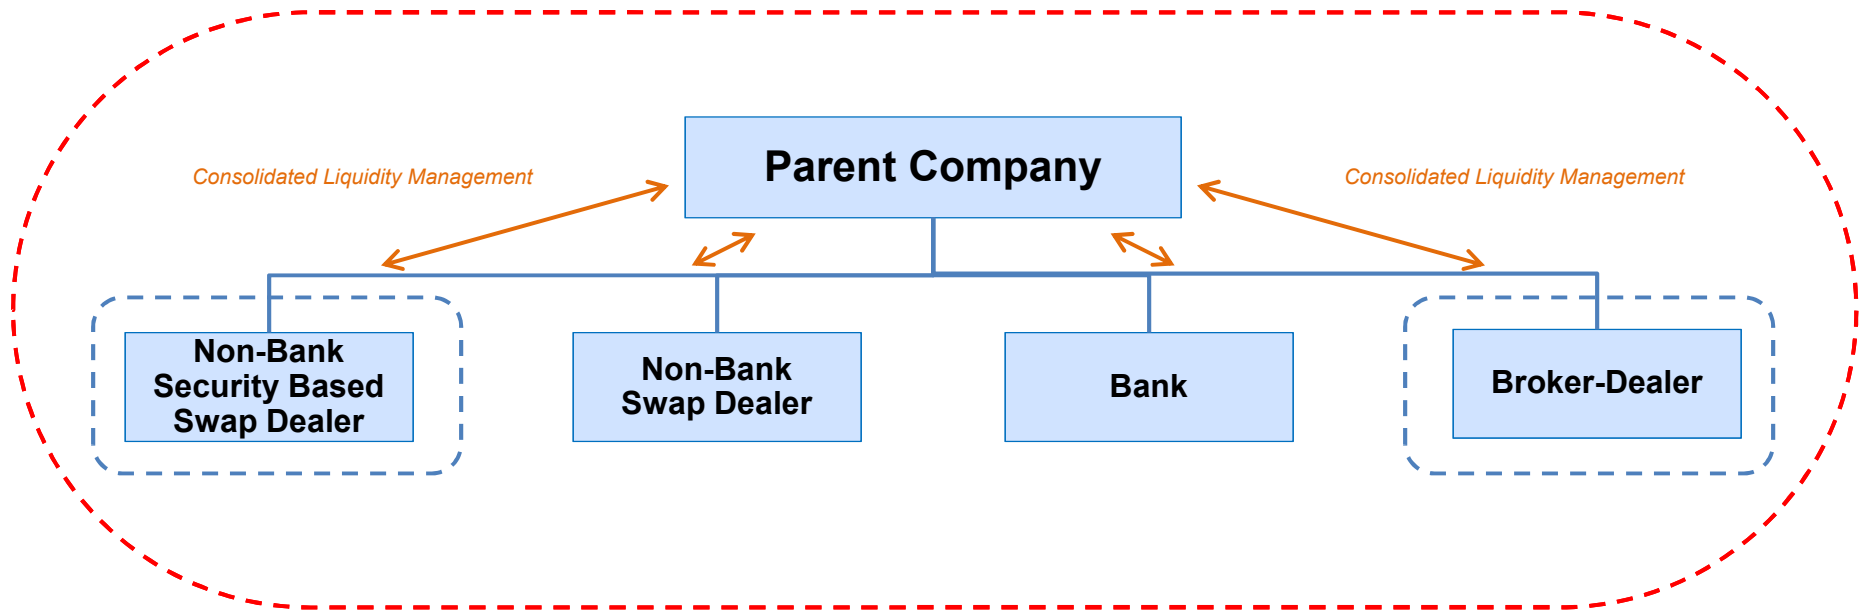 Parent Company
Consolidated Liquidity Management
Consolidated Liquidity Management
Non-Bank
Security Based
Swap Dealer
Non-Bank
Swap Dealer
Bank
Broker-Dealer